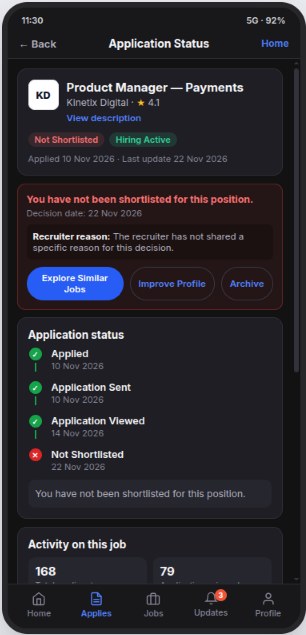 11:30
5G · 92%
← Back
Application Status
Home
KD
Product Manager — Payments
Kinetix Digital · ★ 4.1
View description
Not Shortlisted
Hiring Active
Applied 10 Nov 2026 · Last update 22 Nov 2026
You have not been shortlisted for this position.
Decision date: 22 Nov 2026
Recruiter reason: The recruiter has not shared a
specific reason for this decision.
Explore Similar
Jobs
Improve Profile
Archive
Application status
Applied
10 Nov 2026
Application Sent
10 Nov 2026
Application Viewed
14 Nov 2026
Not Shortlisted
22 Nov 2026
You have not been shortlisted for this position.
Activity on this job
168
79
Home
Applies
Jobs
3
Updates
Profile